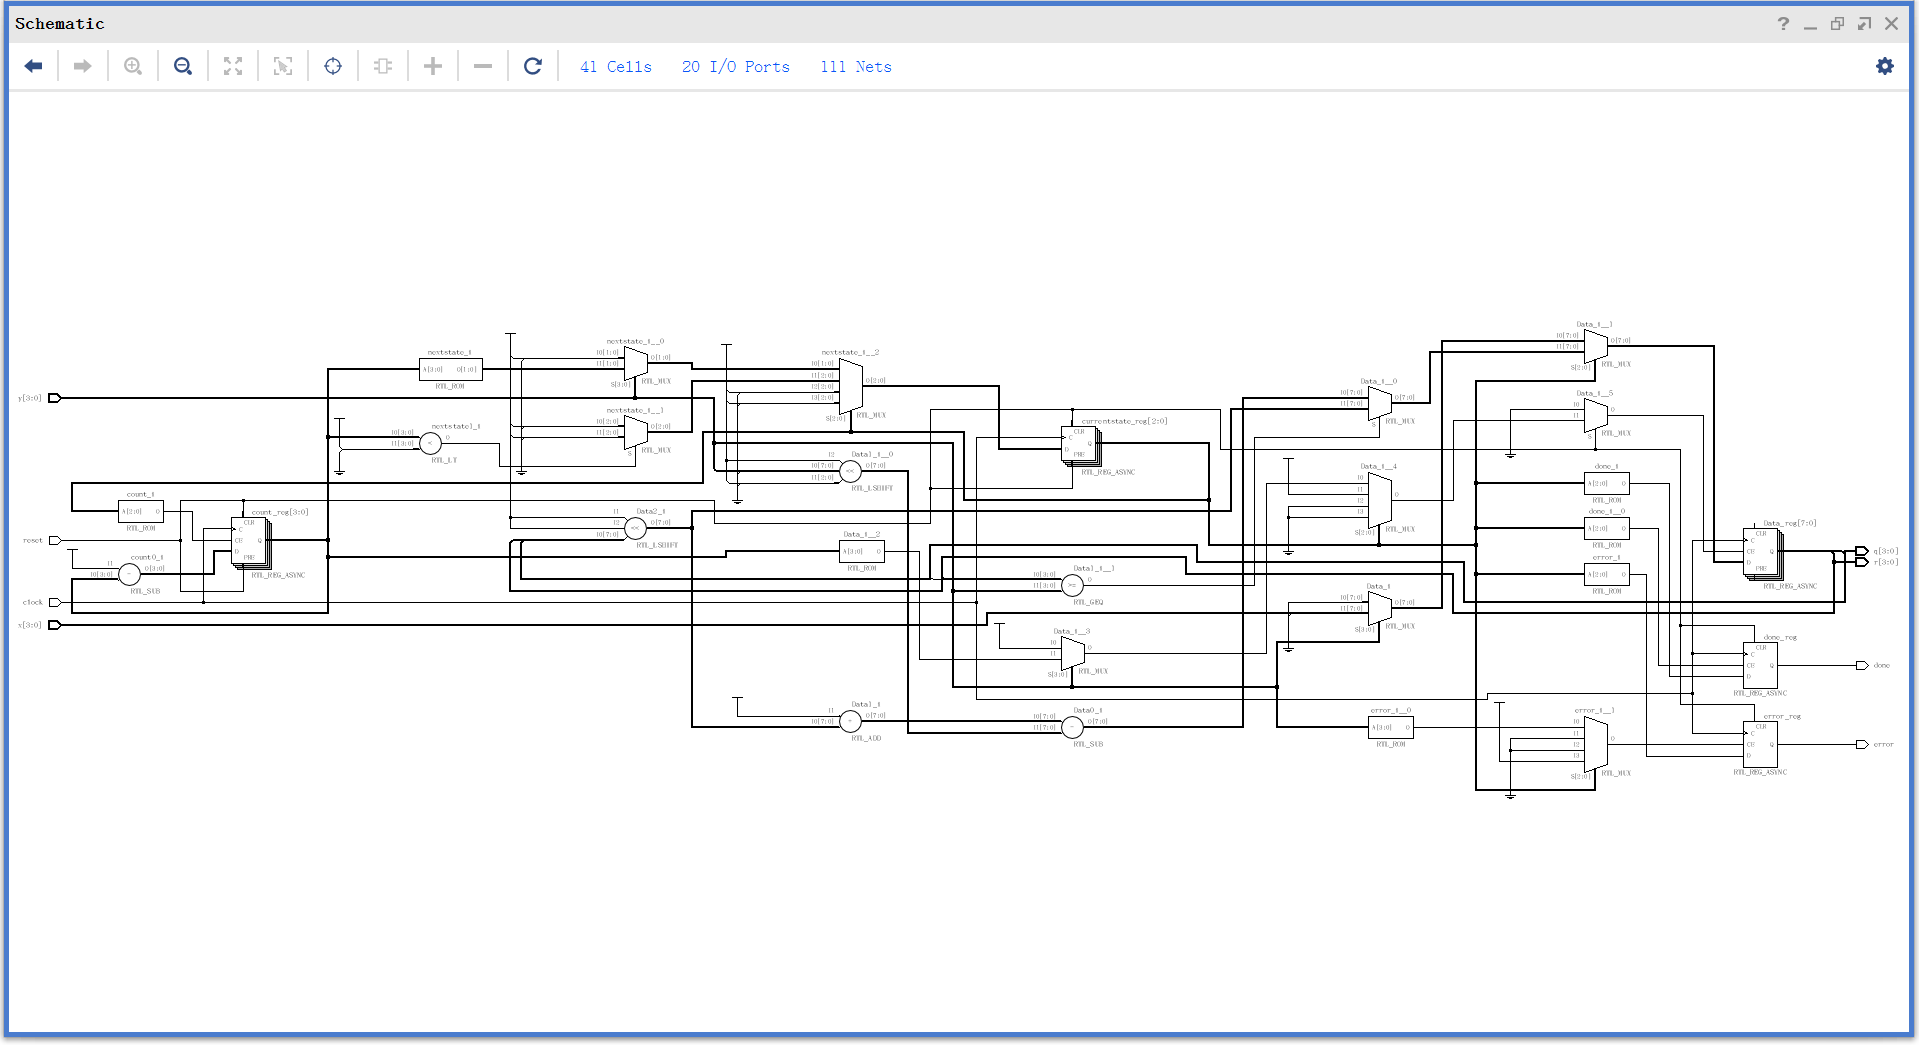 Schematic
41 Cells 20 I/O Ports 111 Nets
nextstate_i
A[3:0] O[1:0]
RTL_ROM
nextstate_i__0
I0[1:0]
I1[1:0]
O[1:0]
S[3:0]
RTL_MUX
nextstate_i__1
I0[2:0]
I1[2:0]
O[2:0]
S
RTL_MUX
nextstate1_i
I0[3:0]
I1[3:0]
O
RTL_LT
nextstate_i__2
I0[1:0]
I1[2:0]
I2[2:0]
I3[2:0]
O[2:0]
S[2:0]
RTL_MUX
Data1_i__0
I2
I0[7:0]
I1[2:0]
O[7:0]
RTL_LSHIFT
y[3:0]
reset
clock
x[3:0]
count_i
A[2:0] O
RTL_ROM
count_reg[3:0]
CLR
C
CE
D
PRE
Q
RTL_REG_ASYNC
count0_i
I1
I0[3:0]
O[3:0]
RTL_SUB
Data2_i
I1
I2
I0[7:0]
O[7:0]
RTL_LSHIFT
Data_i__2
A[3:0] O
RTL_ROM
currentstate_reg[2:0]
CLR
C
D
PRE
Q
RTL_REG_ASYNC
Data1_i__1
I0[3:0]
I1[3:0]
O
RTL_GEQ
Data_i__3
I0
I1
O
S[3:0]
RTL_MUX
Data1_i
I1
I0[7:0]
O[7:0]
RTL_ADD
Data0_i
I0[7:0]
I1[7:0]
O[7:0]
RTL_SUB
Data_i__0
I0[7:0]
I1[7:0]
O[7:0]
S
RTL_MUX
Data_i__4
I0
I1
I2
I3
O
S[2:0]
RTL_MUX
Data_i
I0[7:0]
I1[7:0]
O[7:0]
S[3:0]
RTL_MUX
error_i__0
A[3:0] O
RTL_ROM
Data_i__1
I0[7:0]
I1[7:0]
O[7:0]
S[2:0]
RTL_MUX
Data_i__5
I0
I1
O
S
RTL_MUX
done_i
A[2:0] O
RTL_ROM
done_i__0
A[2:0] O
RTL_ROM
error_i
A[2:0] O
RTL_ROM
error_i__1
I0
I1
I2
I3
O
S[2:0]
RTL_MUX
Data_reg[7:0]
CLR
C
CE
D
PRE
Q
RTL_REG_ASYNC
q[3:0]
r[3:0]
done_reg
CLR
C
CE
D
Q
RTL_REG_ASYNC
done
error_reg
CLR
C
CE
D
Q
RTL_REG_ASYNC
error